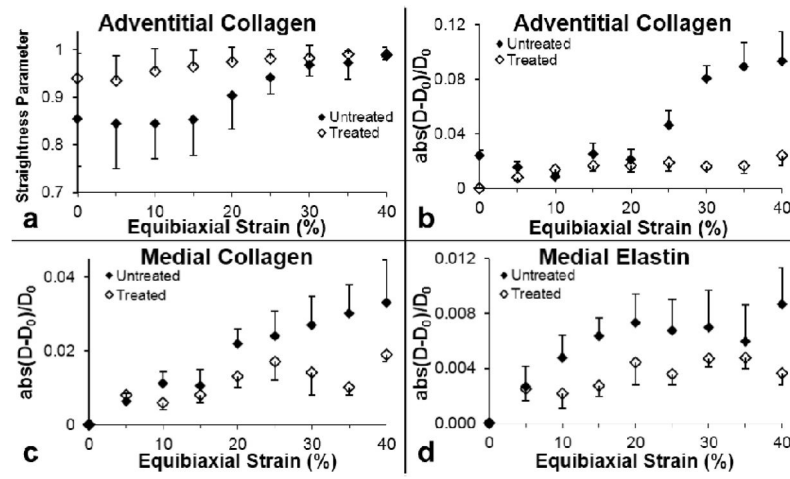 Adventitial Collagen
Straightness Parameter
1
0.9
0.8
0.7
Untreated
Treated
0
10
20
30
40
a
Equibiaxial Strain (%)
Adventitial Collagen
abs(D-D₀)/D₀
0.12
0.08
0.04
0
Untreated
Treated
0
10
20
30
40
b
Equibiaxial Strain (%)
Medial Collagen
abs(D-D₀)/D₀
0.04
0.02
0
Untreated
Treated
0
10
20
30
40
c
Equibiaxial Strain (%)
Medial Elastin
abs(D-D₀)/D₀
0.012
0.008
0.004
0.000
Untreated
Treated
0
10
20
30
40
d
Equibiaxial Strain (%)